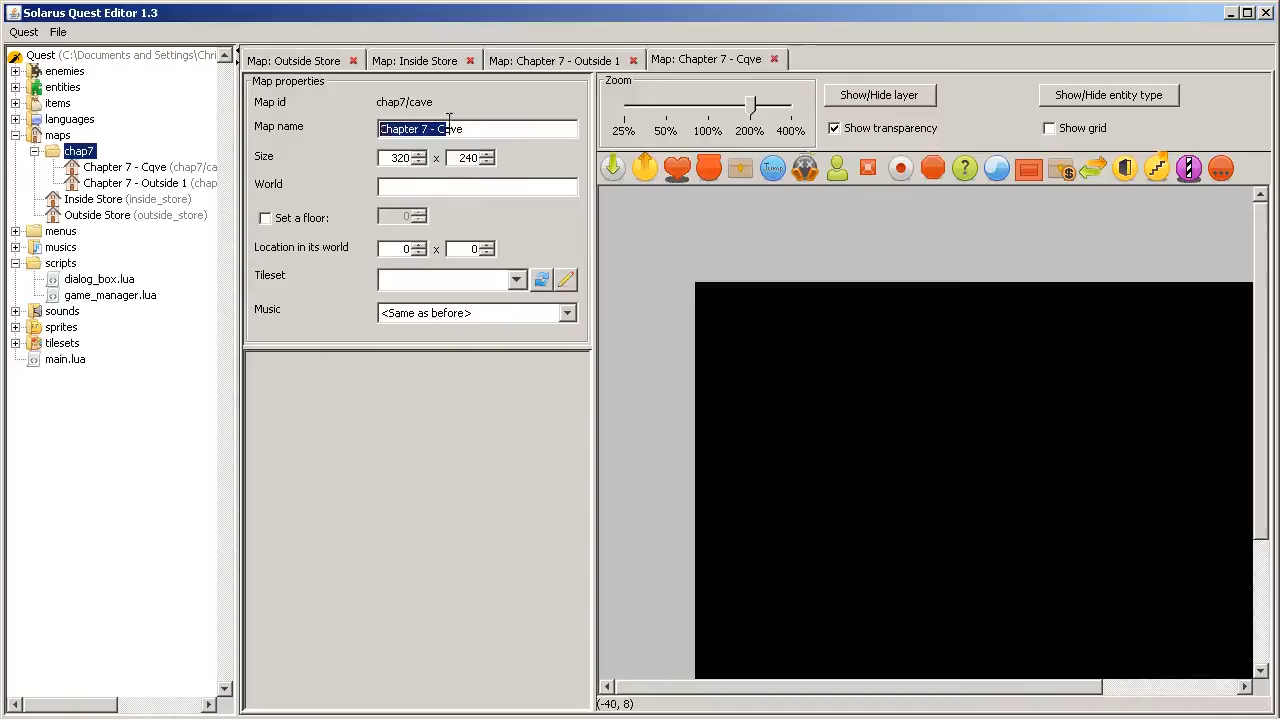 Solarus Quest Editor 1.3
Quest File
Quest (C:\Documents and Settings\Chri
enemies
entities
items
languages
maps
chap7
Chapter 7 - Cqve (chap7/ca
Chapter 7 - Outside 1 (chap
Inside Store (inside_store)
Outside Store (outside_store)
menus
musics
scripts
dialog_box.lua
game_manager.lua
sounds
sprites
tilesets
main.lua
Map: Outside Store
Map: Inside Store
Map: Chapter 7 - Outside 1
Map: Chapter 7 - Cqve
Map properties
Map id chap7/cave
Map name Chapter 7 - Cave
Size 320 x 240
World
Set a floor: 0
Location in its world 0 x 0
Tileset
Music <Same as before>
Zoom
25% 50% 200% 400%
Show/Hide layer
Show transparency
Show/Hide entity type
Show grid
Jump
?
$
(-40, 8)